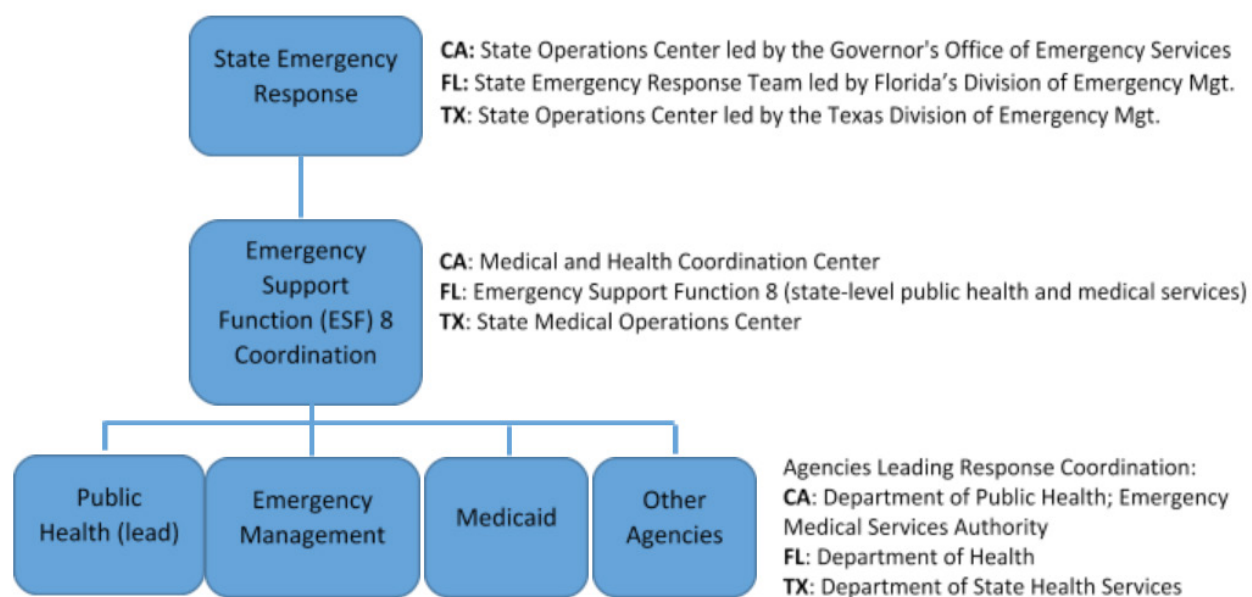 State Emergency
Response
CA: State Operations Center led by the Governor's Office of Emergency Services
FL: State Emergency Response Team led by Florida’s Division of Emergency Mgt.
TX: State Operations Center led by the Texas Division of Emergency Mgt.
Emergency
Support
Function (ESF) 8
Coordination
CA: Medical and Health Coordination Center
FL: Emergency Support Function 8 (state-level public health and medical services)
TX: State Medical Operations Center
Public
Health (lead)
Emergency
Management
Medicaid
Other
Agencies
Agencies Leading Response Coordination:
CA: Department of Public Health; Emergency
Medical Services Authority
FL: Department of Health
TX: Department of State Health Services